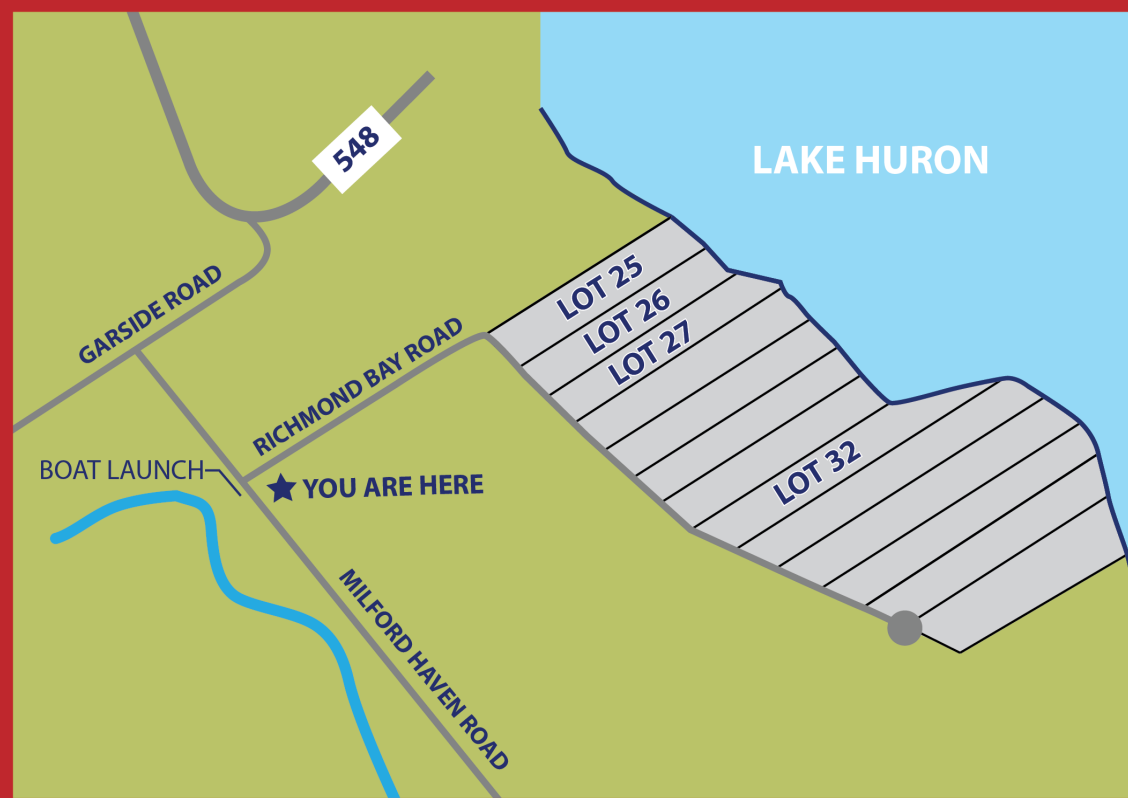 548
LAKE HURON
LOT 25
LOT 26
LOT 27
GARSIDE ROAD
RICHMOND BAY ROAD
BOAT LAUNCH
YOU ARE HERE
LOT 32
MILFORD HAVEN ROAD